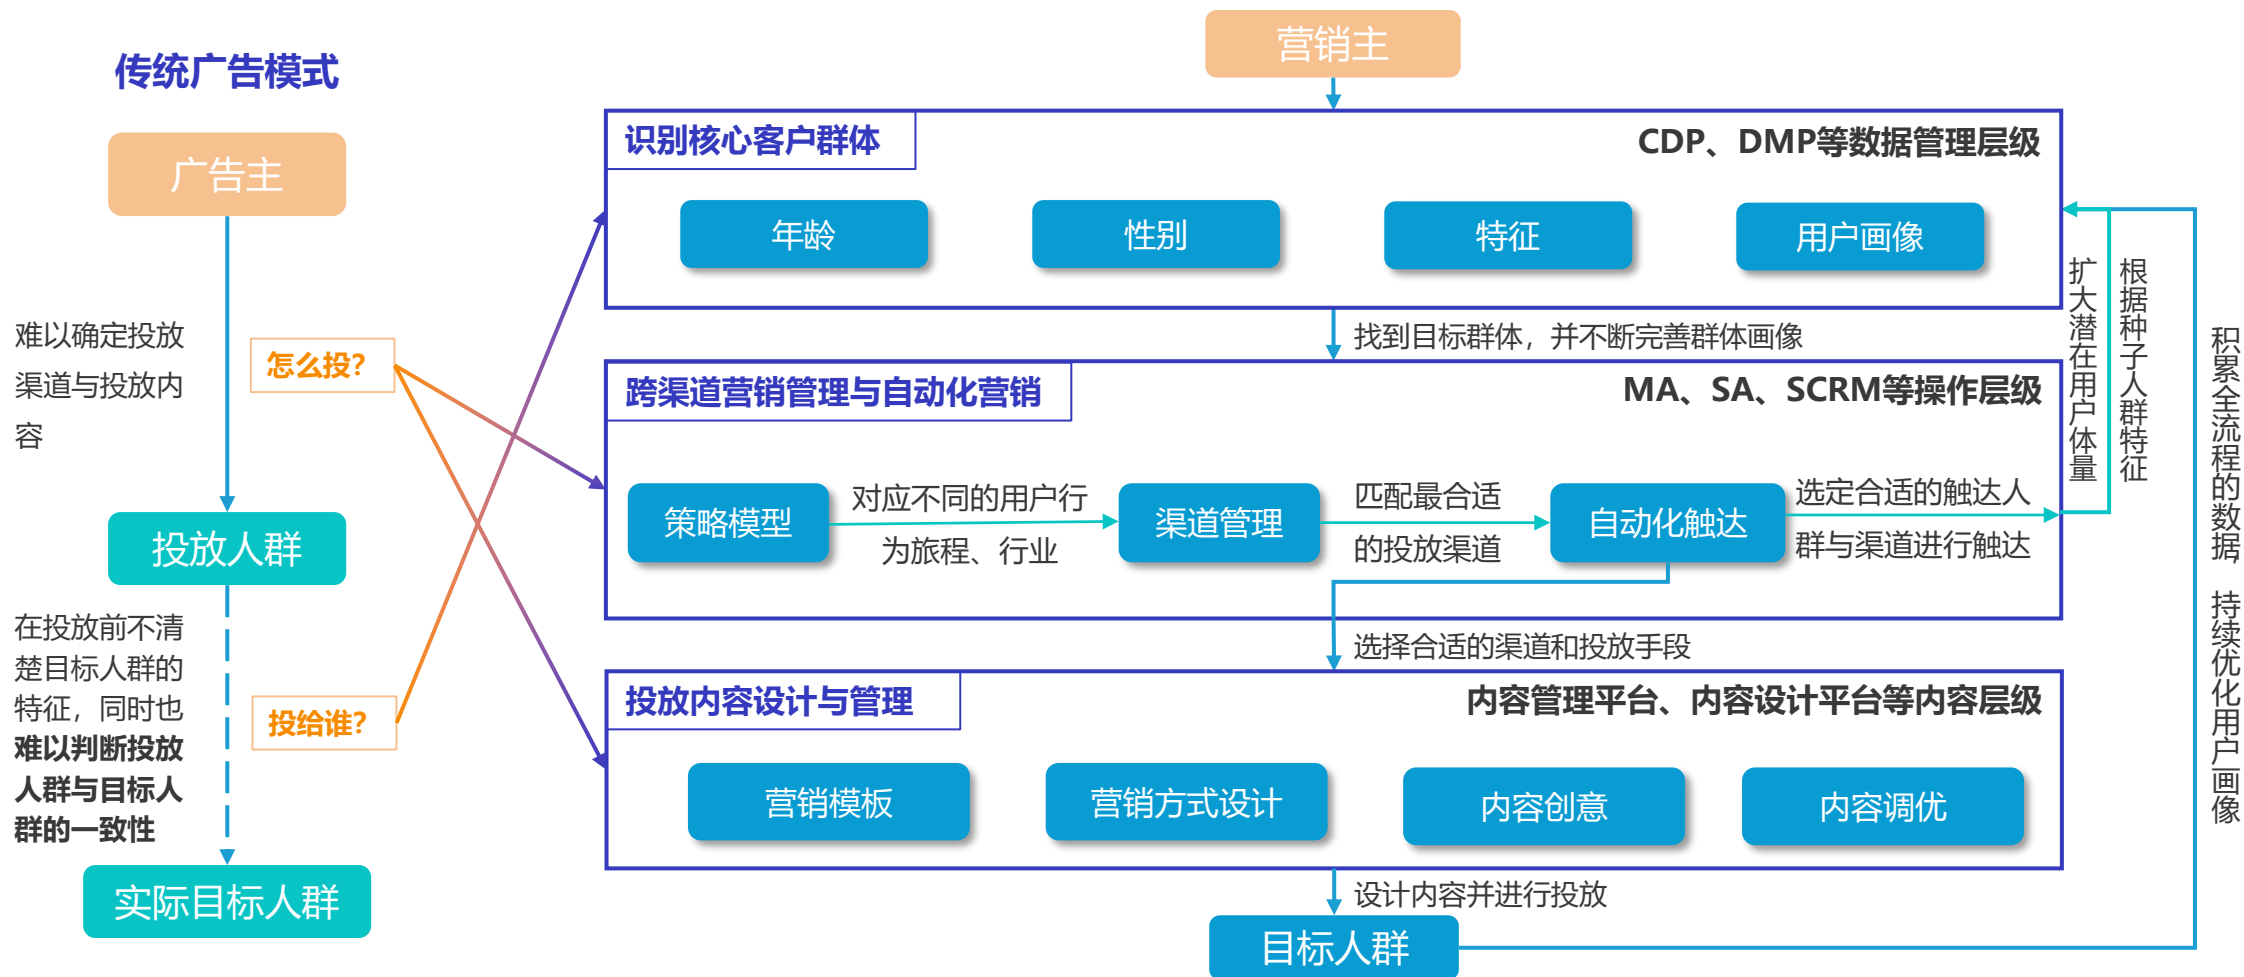 传统广告模式
广告主
难以确定投放
渠道与投放内
容
怎么投？
投放人群
在投放前不清
楚目标人群的
特征，同时也
难以判断投放
人群与目标人
群的一致性
投给谁？
实际目标人群
营销主
识别核心客户群体
CDP、DMP等数据管理层级
年龄
性别
特征
用户画像
找到目标群体，并不断完善群体画像
跨渠道营销管理与自动化营销
MA、SA、SCRM等操作层级
策略模型
对应不同的用户行
为旅程、行业
渠道管理
匹配最合适
的投放渠道
自动化触达
选定合适的触达人
群与渠道进行触达
选择合适的渠道和投放手段
投放内容设计与管理
内容管理平台、内容设计平台等内容层级
营销模板
营销方式设计
内容创意
内容调优
设计内容并进行投放
目标人群
根据种子人群特征
扩大潜在用户体量
积累全流程的数据，持续优化用户画像